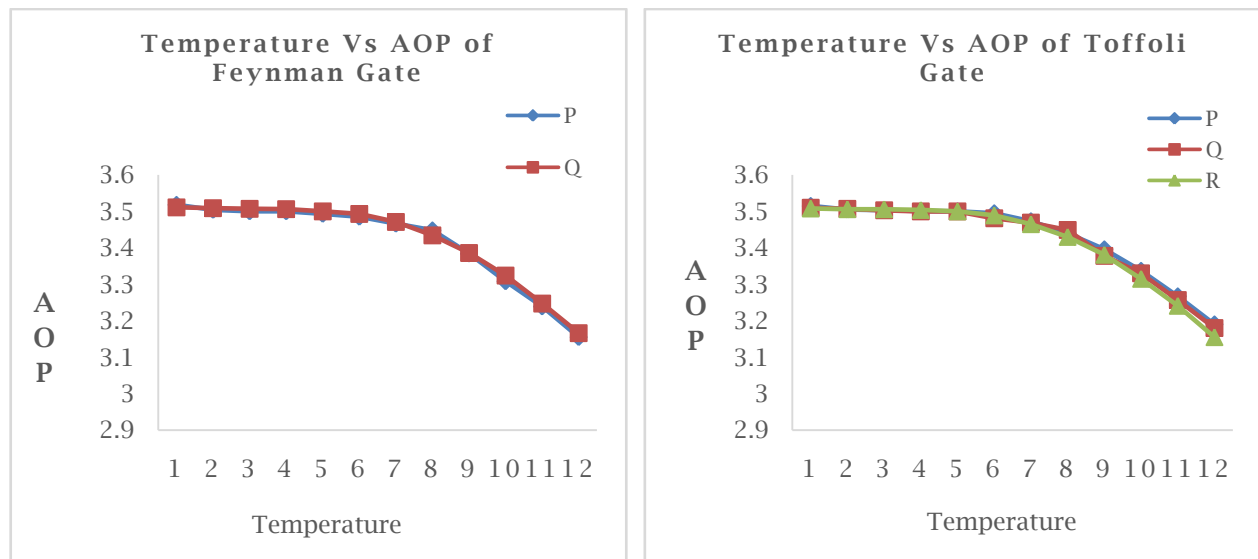 Temperature Vs AOP of
Feynman Gate
P
Q
3.6
3.5
3.4
3.3
3.2
3.1
3
2.9
A
O
P
1 2 3 4 5 6 7 8 9 10 11 12
Temperature
Temperature Vs AOP of Toffoli
Gate
P
Q
R
3.6
3.5
3.4
3.3
3.2
3.1
3
2.9
A
O
P
1 2 3 4 5 6 7 8 9 10 11 12
Temperature